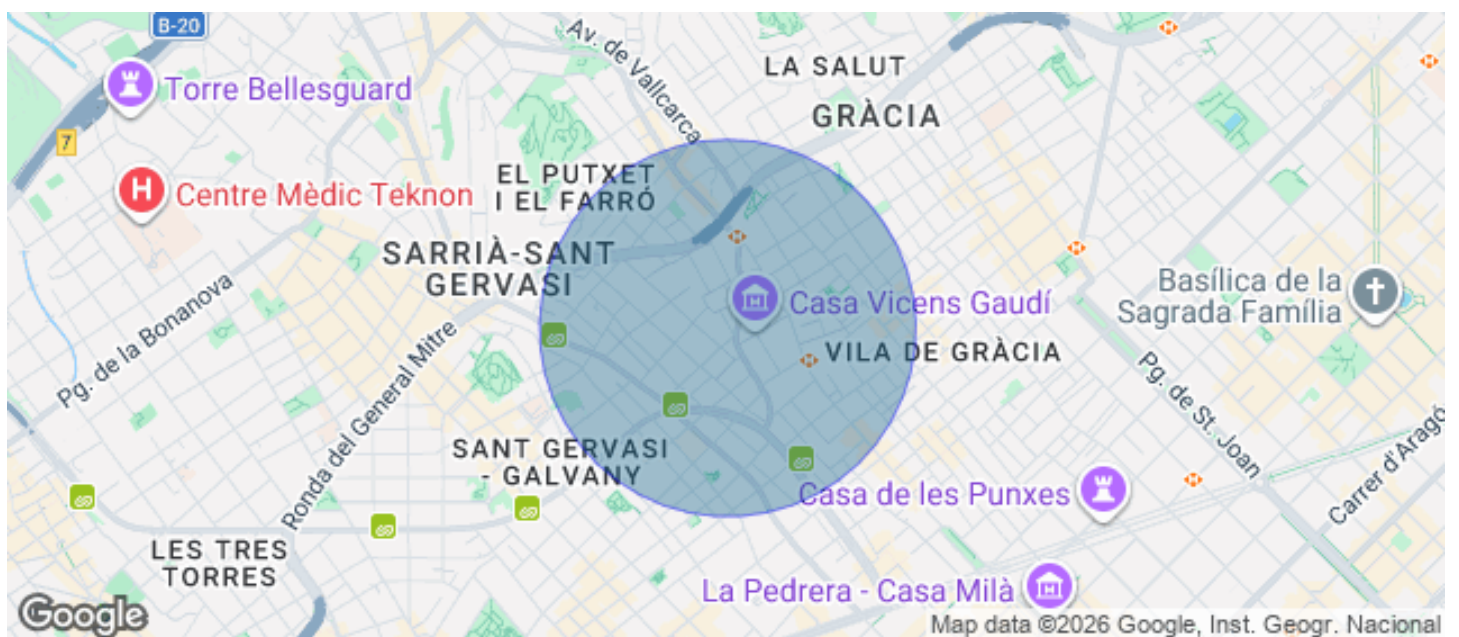 B-20
Av. de Vallcarca
LA SALUT
Torre Bellesguard
GRÀCIA
7
EL PUTXET
I EL FARRÓ
H
Centre Mèdic Teknon
SARRIÀ-SANT
GERVASI
Basílica de la
Sagrada Família
Casa Vicens Gaudí
Pg. de la Bonanova
VILA DE GRÀCIA
Ronda del General Mitre
Pg. de St. Joan
SANT GERVASI
- GALVANY
Carrer d'Aragó
Casa de les Punxes
LES TRES
TORRES
La Pedrera - Casa Milà
Google
Map data ©2026 Google, Inst. Geogr. Nacional